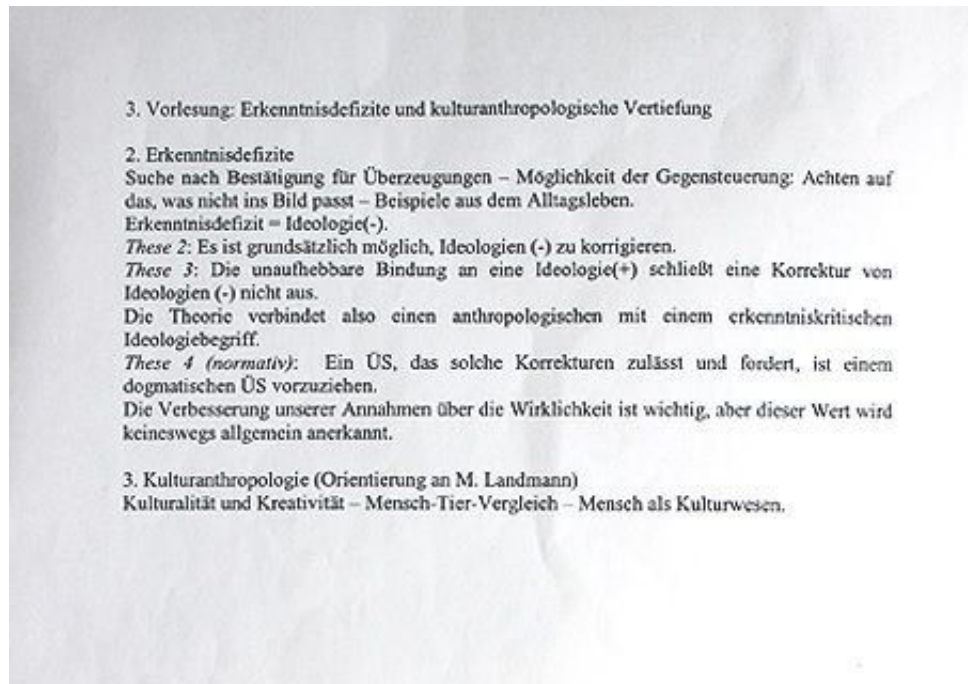 3. Vorlesung: Erkenntnisdefizite und kulturanthropologische Vertiefung
2. Erkenntnisdefizite
Suche nach Bestätigung für Überzeugungen – Möglichkeit der Gegensteuerung: Achten auf
das, was nicht ins Bild passt – Beispiele aus dem Alltagsleben.
Erkenntnisdefizit = Ideologie(-).
These 2: Es ist grundsätzlich möglich, Ideologien (-) zu korrigieren.
These 3: Die unaufhebbare Bindung an eine Ideologie(+) schließt eine Korrektur von
Ideologien (-) nicht aus.
Die Theorie verbindet also einen anthropologischen mit einem erkenntniskritischen
Ideologiebegriff.
These 4 (normativ): Ein ÜS, das solche Korrekturen zulässt und fordert, ist einem
dogmatischen ÜS vorzuziehen.
Die Verbesserung unserer Annahmen über die Wirklichkeit ist wichtig, aber dieser Wert wird
keineswegs allgemein anerkannt.
3. Kulturanthropologie (Orientierung an M. Landmann)
Kulturalität und Kreativität – Mensch-Tier-Vergleich – Mensch als Kulturwesen.